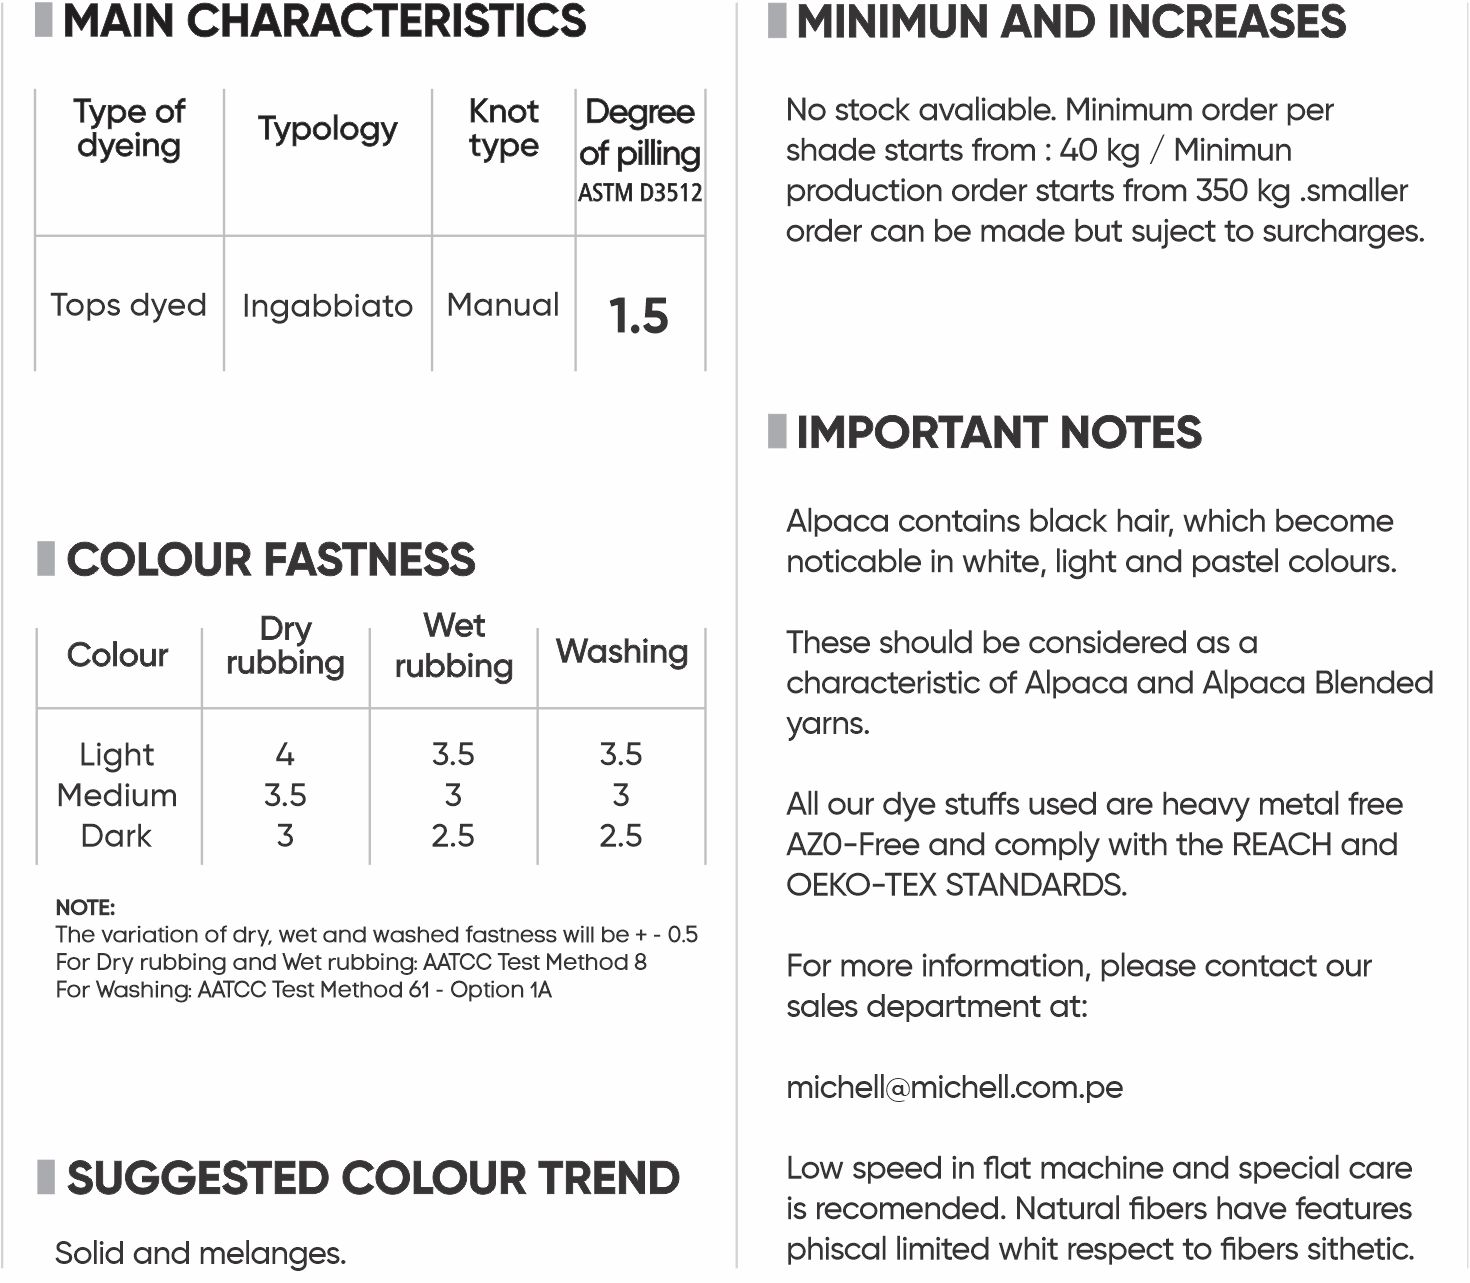 MAIN CHARACTERISTICS
Type of dyeing	Typology	Knot type	Degree of pilling ASTM D3512
Tops dyed	Ingabbiato	Manual	1.5
COLOUR FASTNESS
Colour	Dry rubbing	Wet rubbing	Washing
Light	4	3.5	3.5
Medium	3.5	3	3
Dark	3	2.5	2.5
NOTE:
The variation of dry, wet and washed fastness will be + - 0.5
For Dry rubbing and Wet rubbing: AATCC Test Method 8
For Washing: AATCC Test Method 61 - Option 1A
SUGGESTED COLOUR TREND
Solid and melanges.
MINIMUN AND INCREASES
No stock avaliable. Minimum order per
shade starts from : 40 kg / Minimun
production order starts from 350 kg .smaller
order can be made but suject to surcharges.
IMPORTANT NOTES
Alpaca contains black hair, which become
noticable in white, light and pastel colours.
These should be considered as a
characteristic of Alpaca and Alpaca Blended
yarns.
All our dye stuffs used are heavy metal free
AZ0-Free and comply with the REACH and
OEKO-TEX STANDARDS.
For more information, please contact our
sales department at:
michell@michell.com.pe
Low speed in flat machine and special care
is recomended. Natural fibers have features
phiscal limited whit respect to fibers sithetic.